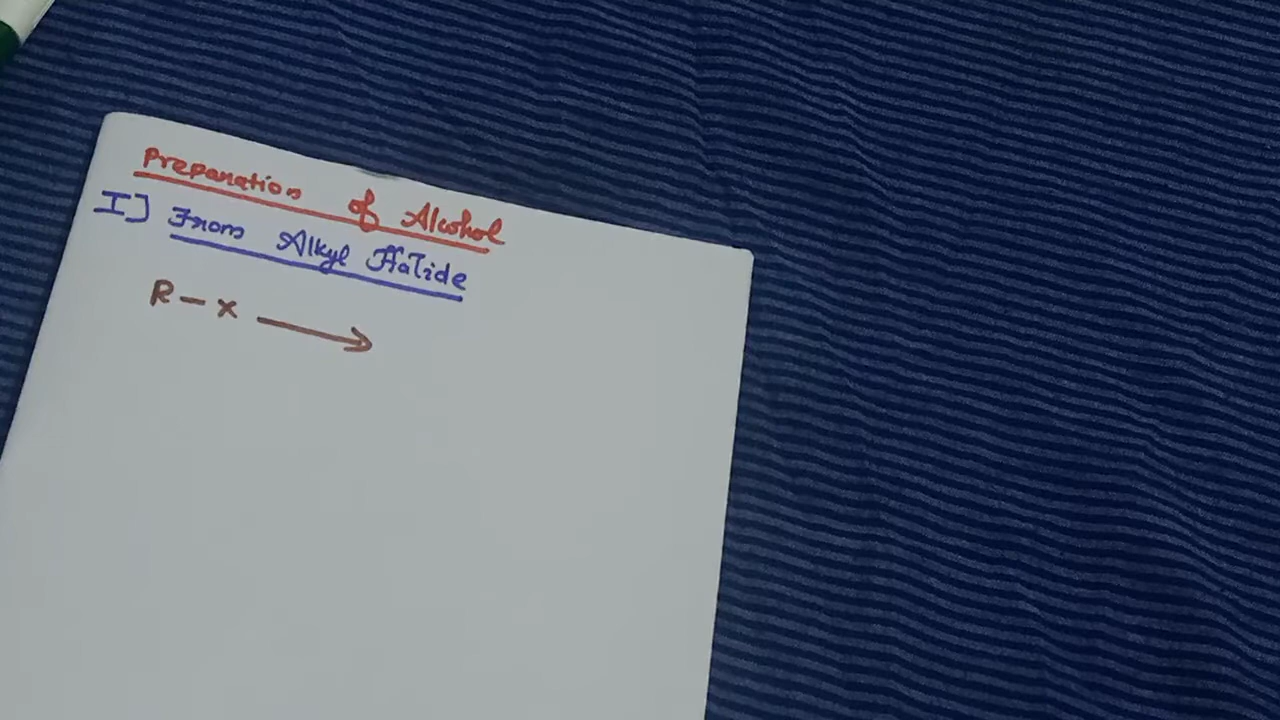 Preparation of Alcohol
I] From Alkyl Halide
R - x →